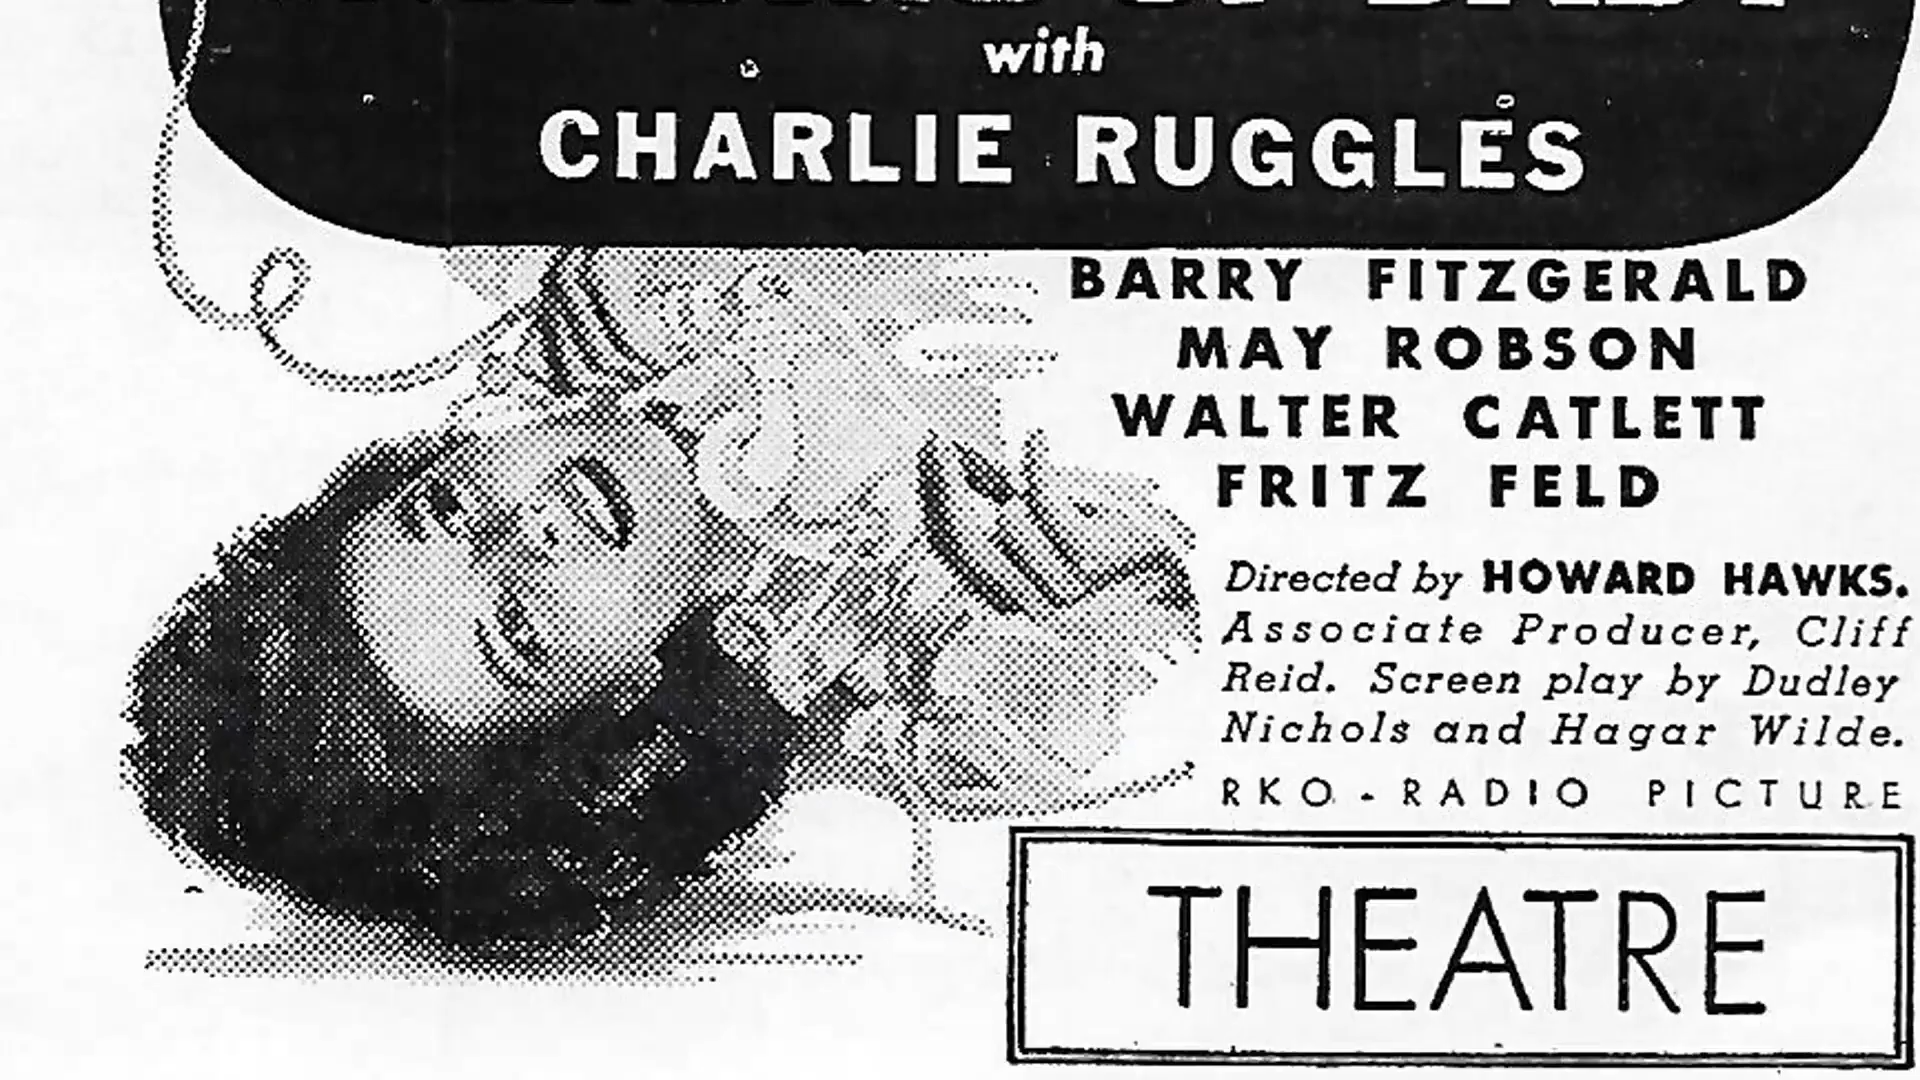 with
CHARLIE RUGGLES
BARRY FITZGERALD
MAY ROBSON
WALTER CATLETT
FRITZ FELD
Directed by HOWARD HAWKS.
Associate Producer, Cliff
Reid. Screen play by Dudley
Nichols and Hagar Wilde.
RKO-RADIO PICTURE
THEATRE